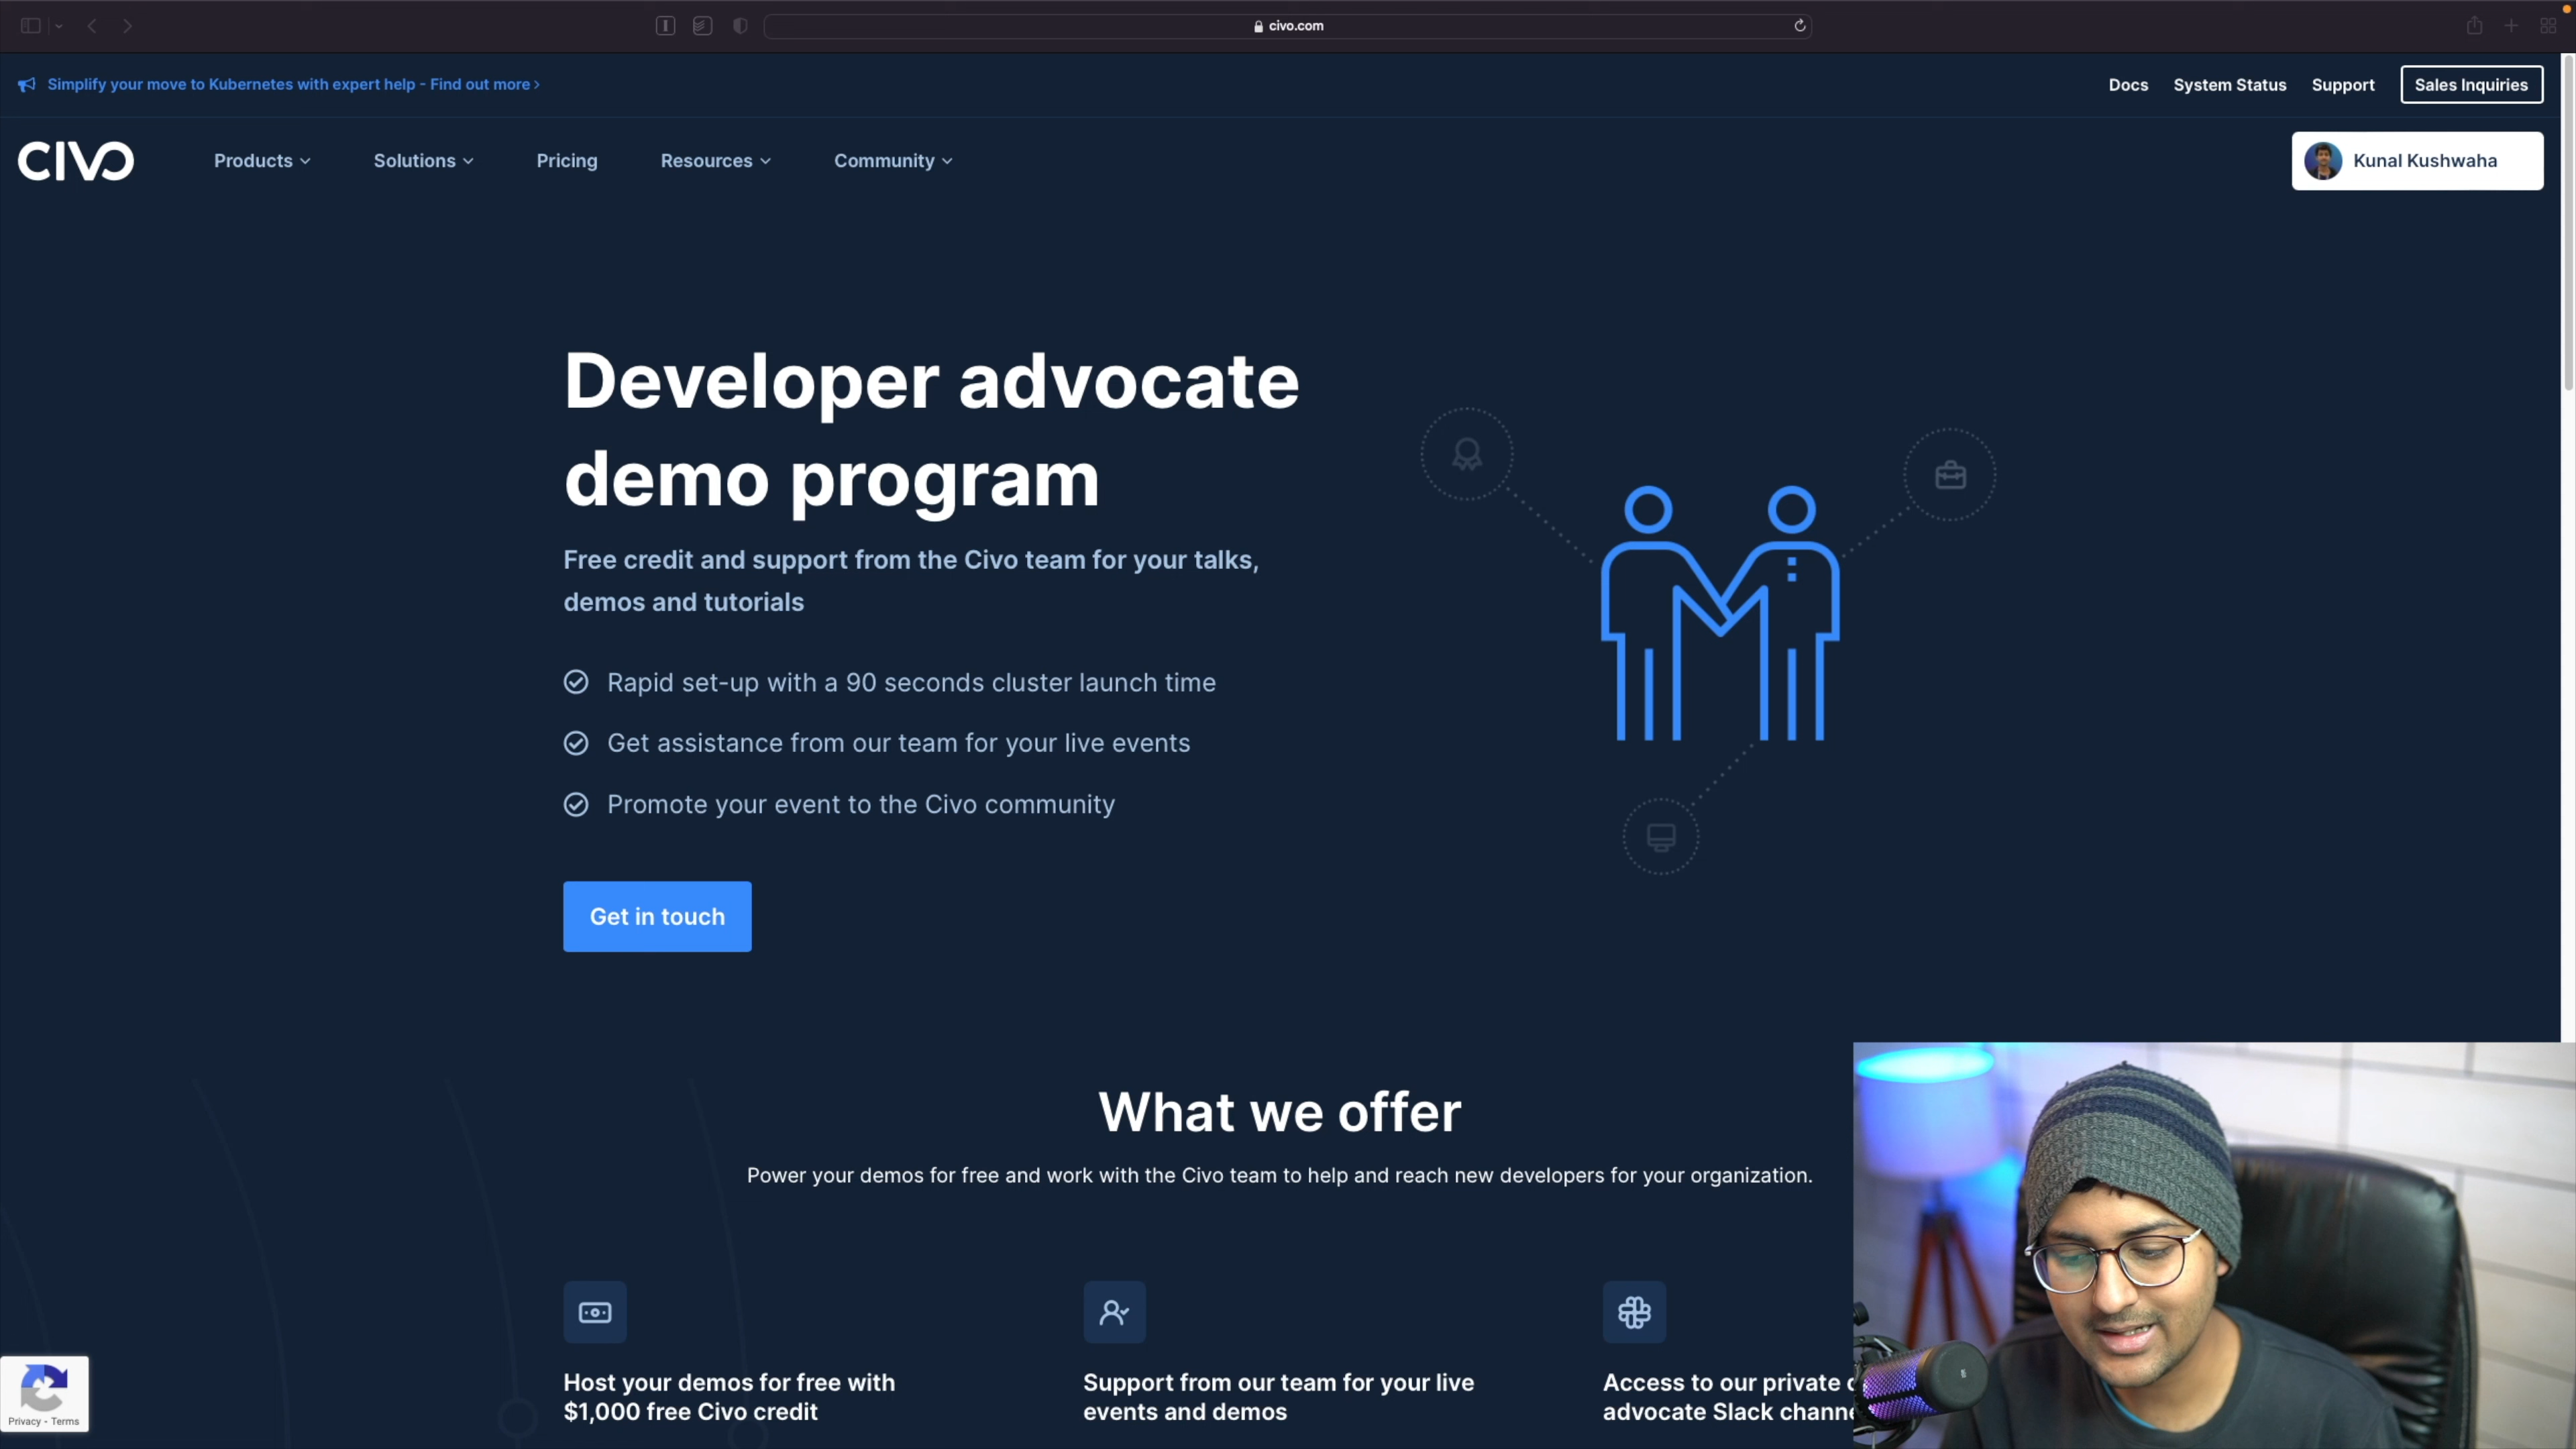 civo.com
Simplify your move to Kubernetes with expert help - Find out more ›
Docs
System Status
Support
Sales Inquiries
CIVO
Products
Solutions
Pricing
Resources
Community
Kunal Kushwaha
Developer advocate
demo program
Free credit and support from the Civo team for your talks,
demos and tutorials
Rapid set-up with a 90 seconds cluster launch time
Get assistance from our team for your live events
Promote your event to the Civo community
Get in touch
What we offer
Power your demos for free and work with the Civo team to help and reach new developers for your organization.
Host your demos for free with
$1,000 free Civo credit
Support from our team for your live
events and demos
Access to our private
advocate Slack
Privacy - Terms